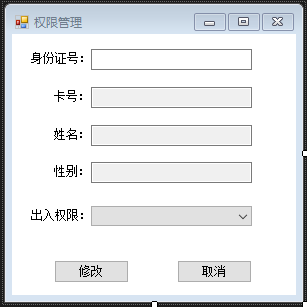 权限管理
身份证号：
卡号：
姓名：
性别：
出入权限：
修改 取消